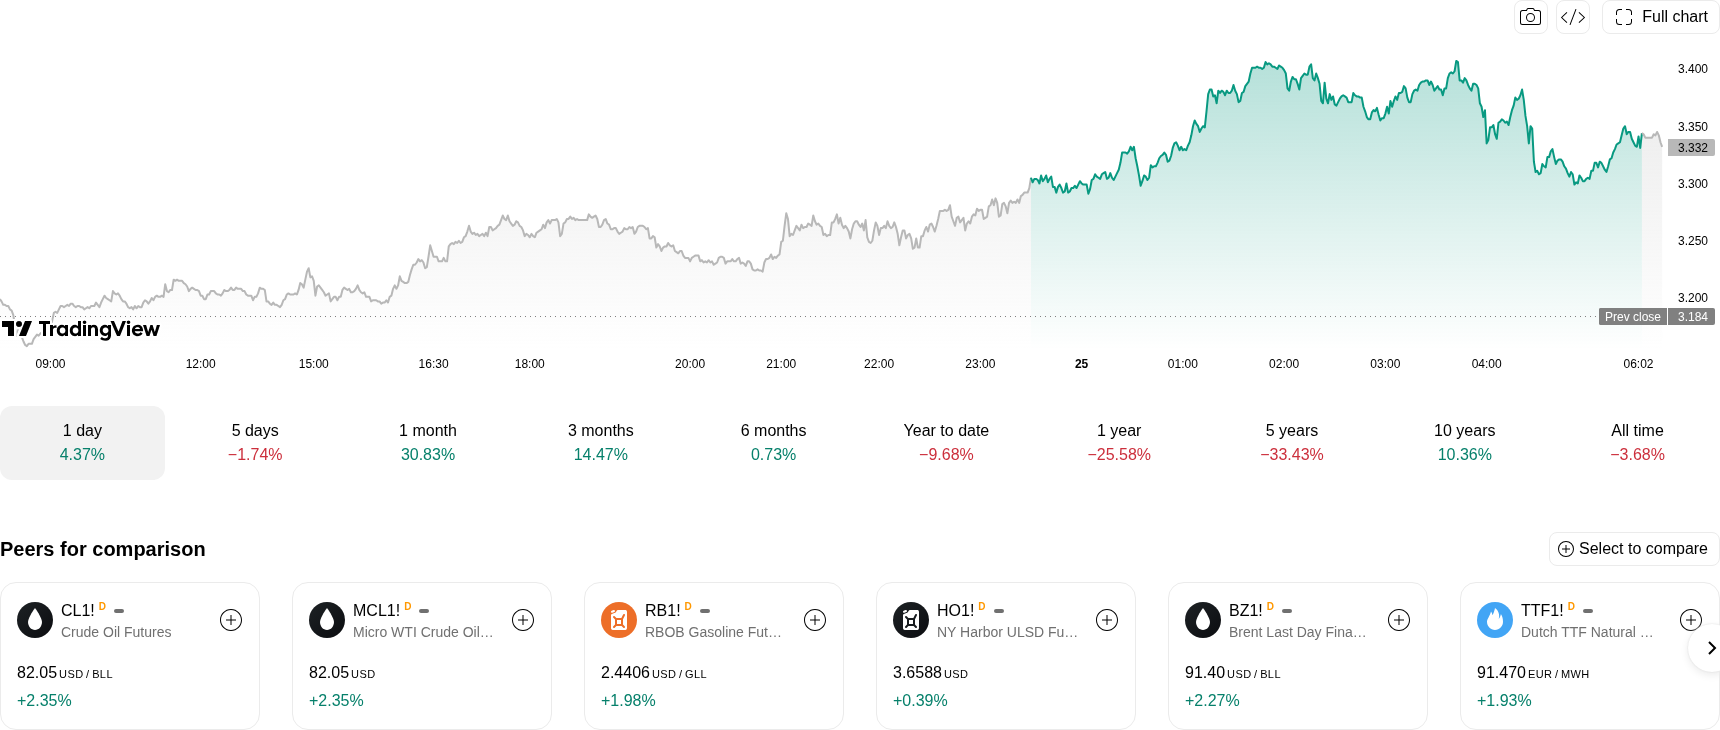 Full chart
3.400
3.350
3.332
3.300
3.250
3.200
Prev close 3.184
TradingView
09:00 12:00 15:00 16:30 18:00 20:00 21:00 22:00 23:00 25 01:00 02:00 03:00 04:00 06:02
1 day 5 days 1 month 3 months 6 months Year to date 1 year 5 years 10 years All time
4.37% −1.74% 30.83% 14.47% 0.73% −9.68% −25.58% −33.43% 10.36% −3.68%
Peers for comparison
Select to compare
CL1! D
Crude Oil Futures
82.05 USD / BLL
+2.35%
MCL1! D
Micro WTI Crude Oil…
82.05 USD
+2.35%
RB1! D
RBOB Gasoline Fut…
2.4406 USD / GLL
+1.98%
HO1! D
NY Harbor ULSD Fu…
3.6588 USD
+0.39%
BZ1! D
Brent Last Day Fina…
91.40 USD / BLL
+2.27%
TTF1! D
Dutch TTF Natural …
91.470 EUR / MWH
+1.93%